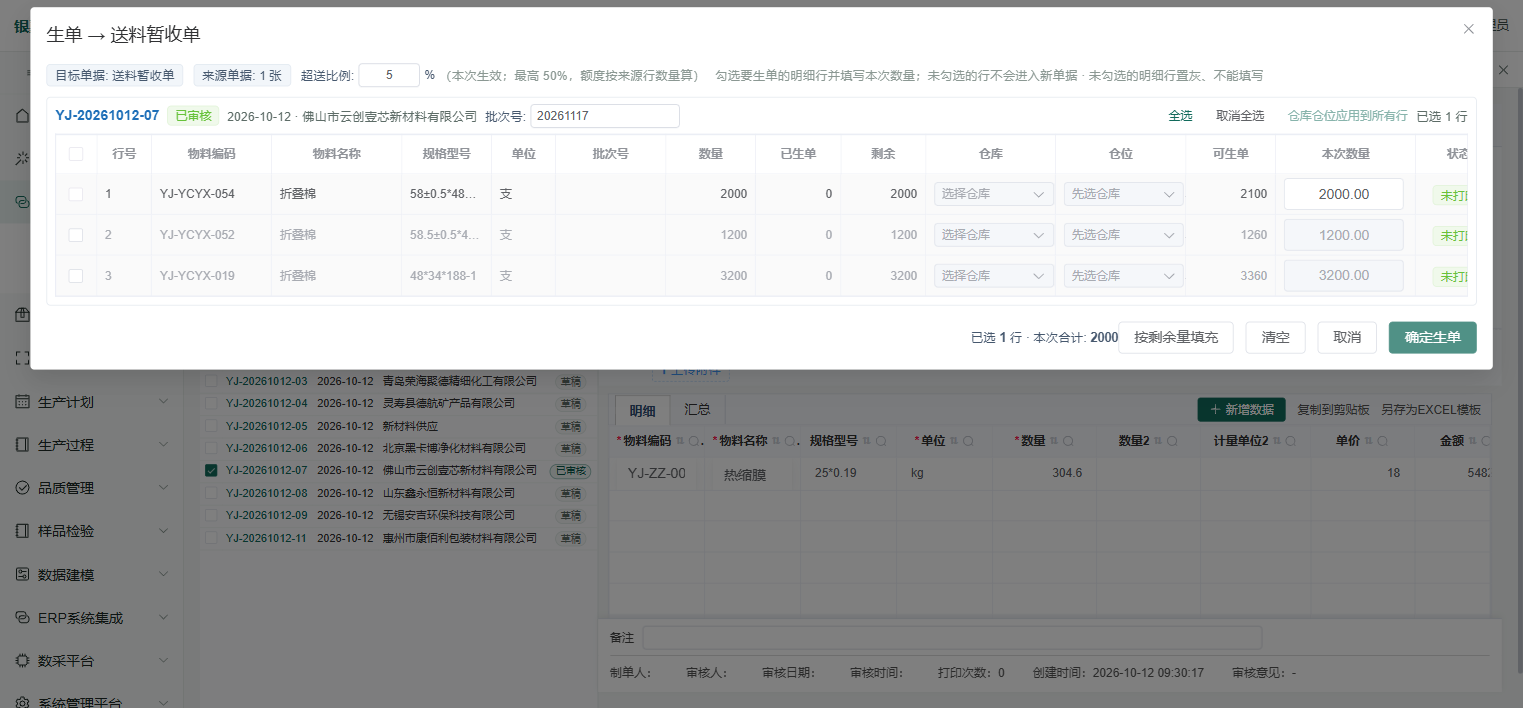 银
理员
生单 → 送料暂收单
目标单据: 送料暂收单 来源单据: 1 张 超送比例: 5 % (本次生效；最高 50%，额度按来源行数量算) 勾选要生单的明细行并填写本次数量；未勾选的行不会进入新单据 · 未勾选的明细行置灰、不能填写
YJ-20261012-07 已审核 2026-10-12 · 佛山市云创壹芯新材料有限公司 批次号: 20261117 全选 取消全选 仓库仓位应用到所有行 已选 1 行
行号 物料编码 物料名称 规格型号 单位 批次号 数量 已生单 剩余 仓库 仓位 可生单 本次数量 状态
1 YJ-YCYX-054 折叠棉 58±0.5*48... 支 2000 0 2000 选择仓库 先选仓库 2100 2000.00 未打
2 YJ-YCYX-052 折叠棉 58.5±0.5*4... 支 1200 0 1200 选择仓库 先选仓库 1260 1200.00 未打
3 YJ-YCYX-019 折叠棉 48*34*188-1 支 3200 0 3200 选择仓库 先选仓库 3360 3200.00 未打
已选 1 行 · 本次合计: 2000 按剩余量填充 清空 取消 确定生单
上传附件
生产计划
生产过程
品质管理
样品检验
数据建模
ERP系统集成
数采平台
系统管理平台
YJ-20261012-03 2026-10-12 青岛荣海聚德精细化工有限公司 草稿
YJ-20261012-04 2026-10-12 灵寿县德航矿产品有限公司 草稿
YJ-20261012-05 2026-10-12 新材料供应 草稿
YJ-20261012-06 2026-10-12 北京黑卡博净化材料有限公司 草稿
YJ-20261012-07 2026-10-12 佛山市云创壹芯新材料有限公司 已审核
YJ-20261012-08 2026-10-12 山东鑫永恒新材料有限公司 草稿
YJ-20261012-09 2026-10-12 无锡安吉环保科技有限公司 草稿
YJ-20261012-11 2026-10-12 惠州市康佰利包装材料有限公司 草稿
明细 汇总 + 新增数据 复制到剪贴板 另存为EXCEL模板
*物料编码 *物料名称 规格型号 *单位 *数量 数量2 计量单位2 单价 金额
YJ-ZZ-00 热缩膜 25*0.19 kg 304.6 18 5482
备注
制单人: 审核人: 审核日期: 审核时间: 打印次数: 0 创建时间: 2026-10-12 09:30:17 审核意见: -